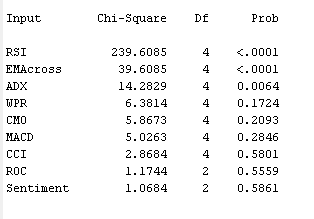 Input Chi-Square Df Prob
RSI 239.6085 4 <.0001
EMAcross 39.6085 4 <.0001
ADX 14.2829 4 0.0064
WPR 6.3814 4 0.1724
CMO 5.8673 4 0.2093
MACD 5.0263 4 0.2846
CCI 2.8684 4 0.5801
ROC 1.1744 2 0.5559
Sentiment 1.0684 2 0.5861